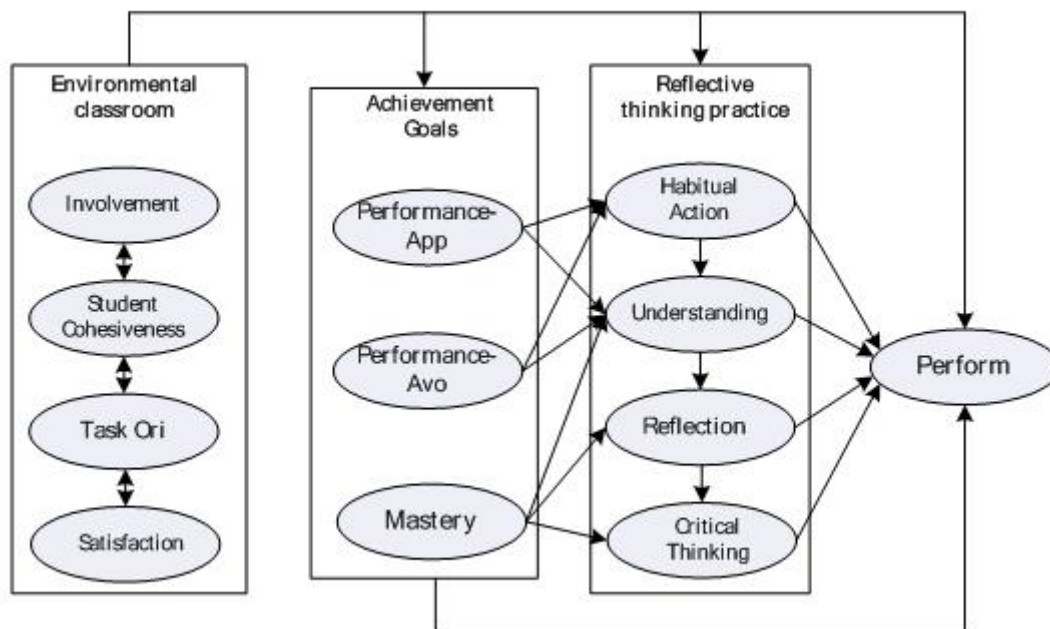 Environmental
classroom
Involvement
Student
Cohesiveness
Task Ori
Satisfaction
Achievement
Goals
Performance-
App
Performance-
Avo
Mastery
Reflective
thinking practice
Habitual
Action
Understanding
Reflection
Critical
Thinking
Perform